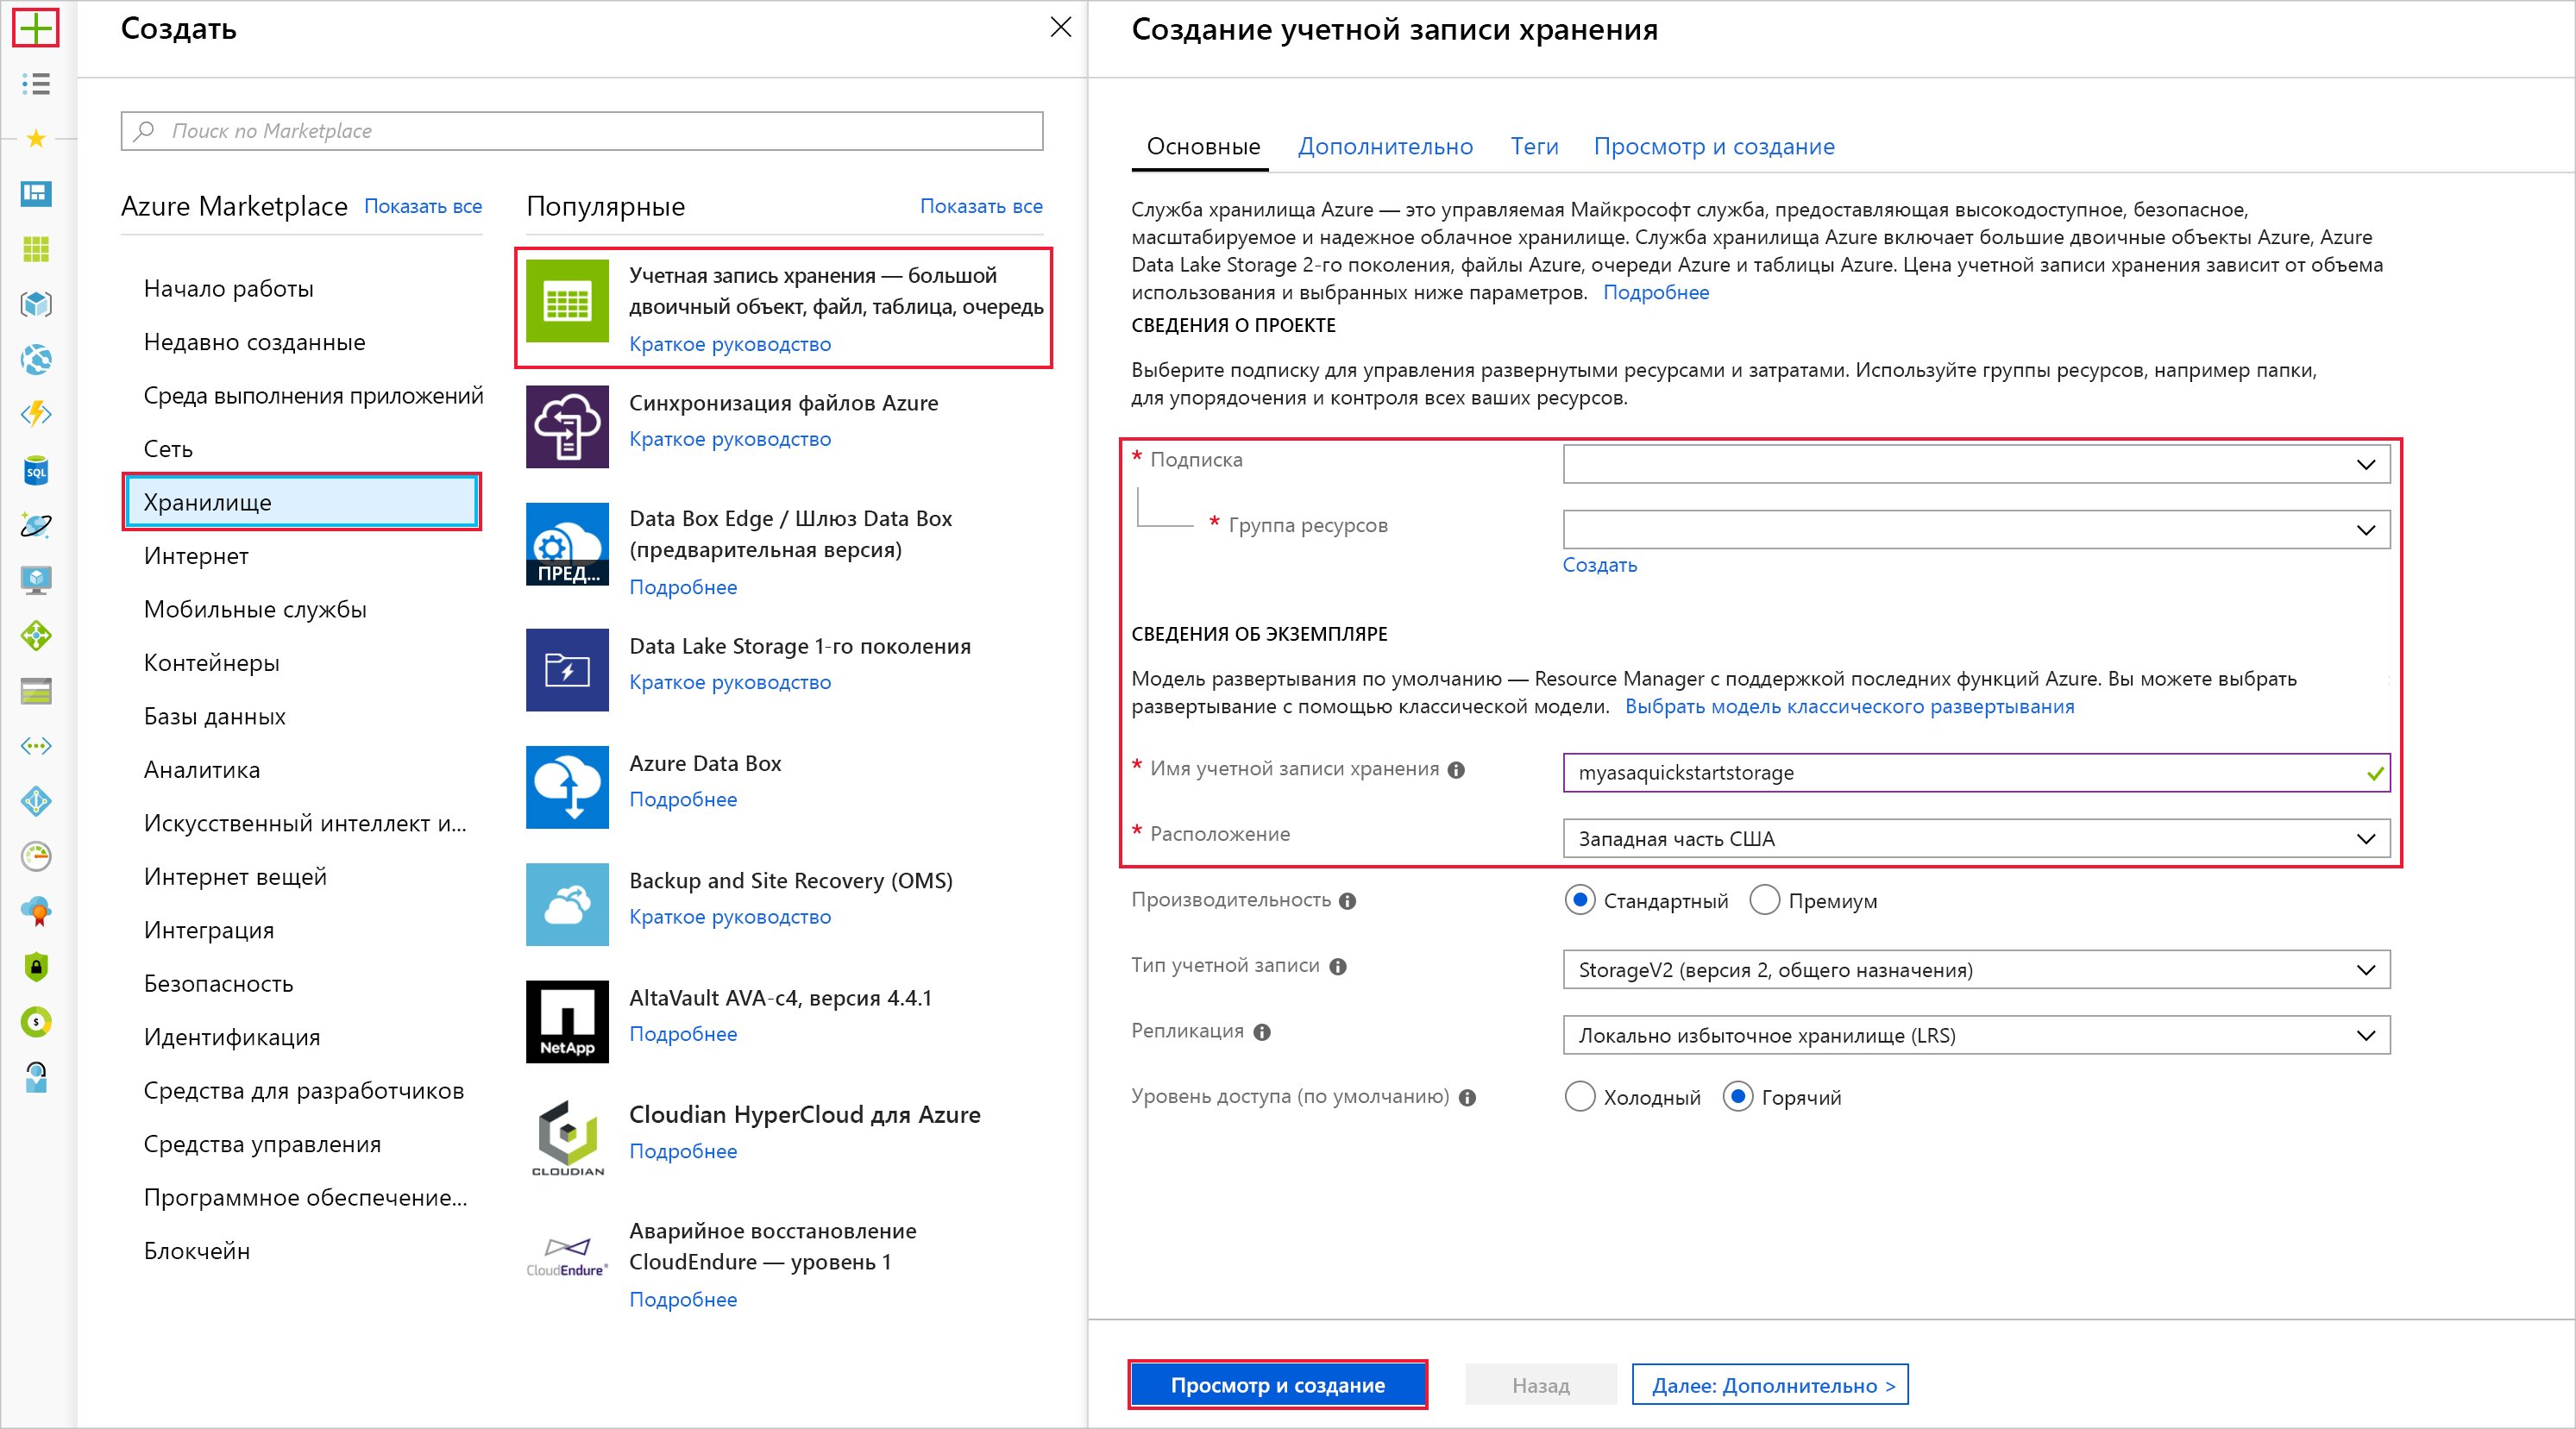 Создать
Поиск по Marketplace
Azure Marketplace
Показать все
Начало работы
Недавно созданные
Среда выполнения приложений
Сеть
Хранилище
Интернет
Мобильные службы
Контейнеры
Базы данных
Аналитика
Искусственный интеллект и...
Интернет вещей
Интеграция
Безопасность
Идентификация
Средства для разработчиков
Средства управления
Программное обеспечение...
Блокчейн
SQL
$
Популярные
Показать все
Учетная запись хранения — большой
двоичный объект, файл, таблица, очередь
Краткое руководство
Синхронизация файлов Azure
Краткое руководство
ПРЕД...
Data Box Edge / Шлюз Data Box
(предварительная версия)
Подробнее
Data Lake Storage 1-го поколения
Краткое руководство
Azure Data Box
Подробнее
Backup and Site Recovery (OMS)
Краткое руководство
NetApp
AltaVault AVA-c4, версия 4.4.1
Подробнее
CLOUDIAN
Cloudian HyperCloud для Azure
Подробнее
CloudEndure®
Аварийное восстановление
CloudEndure — уровень 1
Подробнее
Создание учетной записи хранения
Основные
Дополнительно
Теги
Просмотр и создание
Служба хранилища Azure — это управляемая Майкрософт служба, предоставляющая высокодоступное, безопасное,
масштабируемое и надежное облачное хранилище. Служба хранилища Azure включает большие двоичные объекты Azure, Azure
Data Lake Storage 2-го поколения, файлы Azure, очереди Azure и таблицы Azure. Цена учетной записи хранения зависит от объема
использования и выбранных ниже параметров. Подробнее
СВЕДЕНИЯ О ПРОЕКТЕ
Выберите подписку для управления развернутыми ресурсами и затратами. Используйте группы ресурсов, например папки,
для упорядочения и контроля всех ваших ресурсов.
* Подписка
* Группа ресурсов
Создать
СВЕДЕНИЯ ОБ ЭКЗЕМПЛЯРЕ
Модель развертывания по умолчанию — Resource Manager с поддержкой последних функций Azure. Вы можете выбрать
развертывание с помощью классической модели. Выбрать модель классического развертывания
* Имя учетной записи хранения
myasaquickstartstorage
* Расположение
Западная часть США
Производительность
Стандартный
Премиум
Тип учетной записи
StorageV2 (версия 2, общего назначения)
Репликация
Локально избыточное хранилище (LRS)
Уровень доступа (по умолчанию)
Холодный
Горячий
Просмотр и создание
Назад
Далее: Дополнительно >